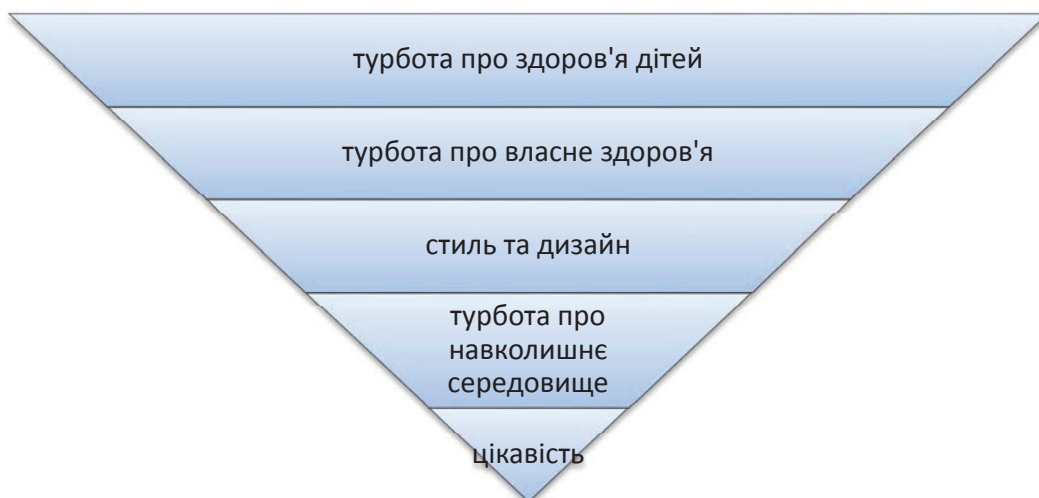 турбота про здоров'я дітей
турбота про власне здоров'я
стиль та дизайн
турбота про
навколишнє
середовище
цікавість